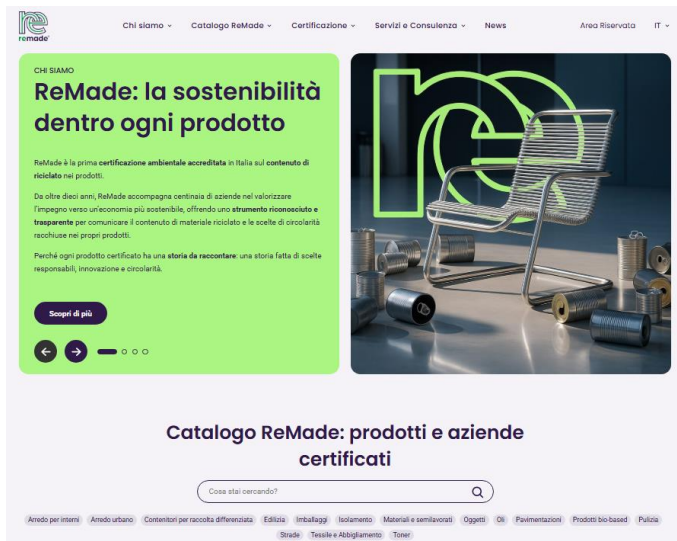 remade
Chi siamo
Catalogo ReMade
Certificazione
Servizi e Consulenza
News
Area Riservata
IT
CHI SIAMO
ReMade: la sostenibilità
dentro ogni prodotto
ReMade è la prima certificazione ambientale accreditata in Italia sul contenuto di
riciclato nei prodotti.
Da oltre dieci anni, ReMade accompagna centinaia di aziende nel valorizzare
l'impegno verso un'economia più sostenibile, offrendo uno strumento riconosciuto e
trasparente per comunicare il contenuto di materiale riciclato e le scelte di circolarità
racchiuse nei propri prodotti.
Perché ogni prodotto certificato ha una storia da raccontare: una storia fatta di scelte
responsabili, innovazione e circolarità.
Scopri di più
re
Catalogo ReMade: prodotti e aziende
certificati
Cosa stai cercando?
Arredo per interni Arredo urbano Contenitori per raccolta differenziata Edilizia Imballaggi Isolamento Materiali e semilavorati Oggetti Oli Pavimentazioni Prodotti bio-based Pulizia
Strade Tessile e Abbigliamento Toner